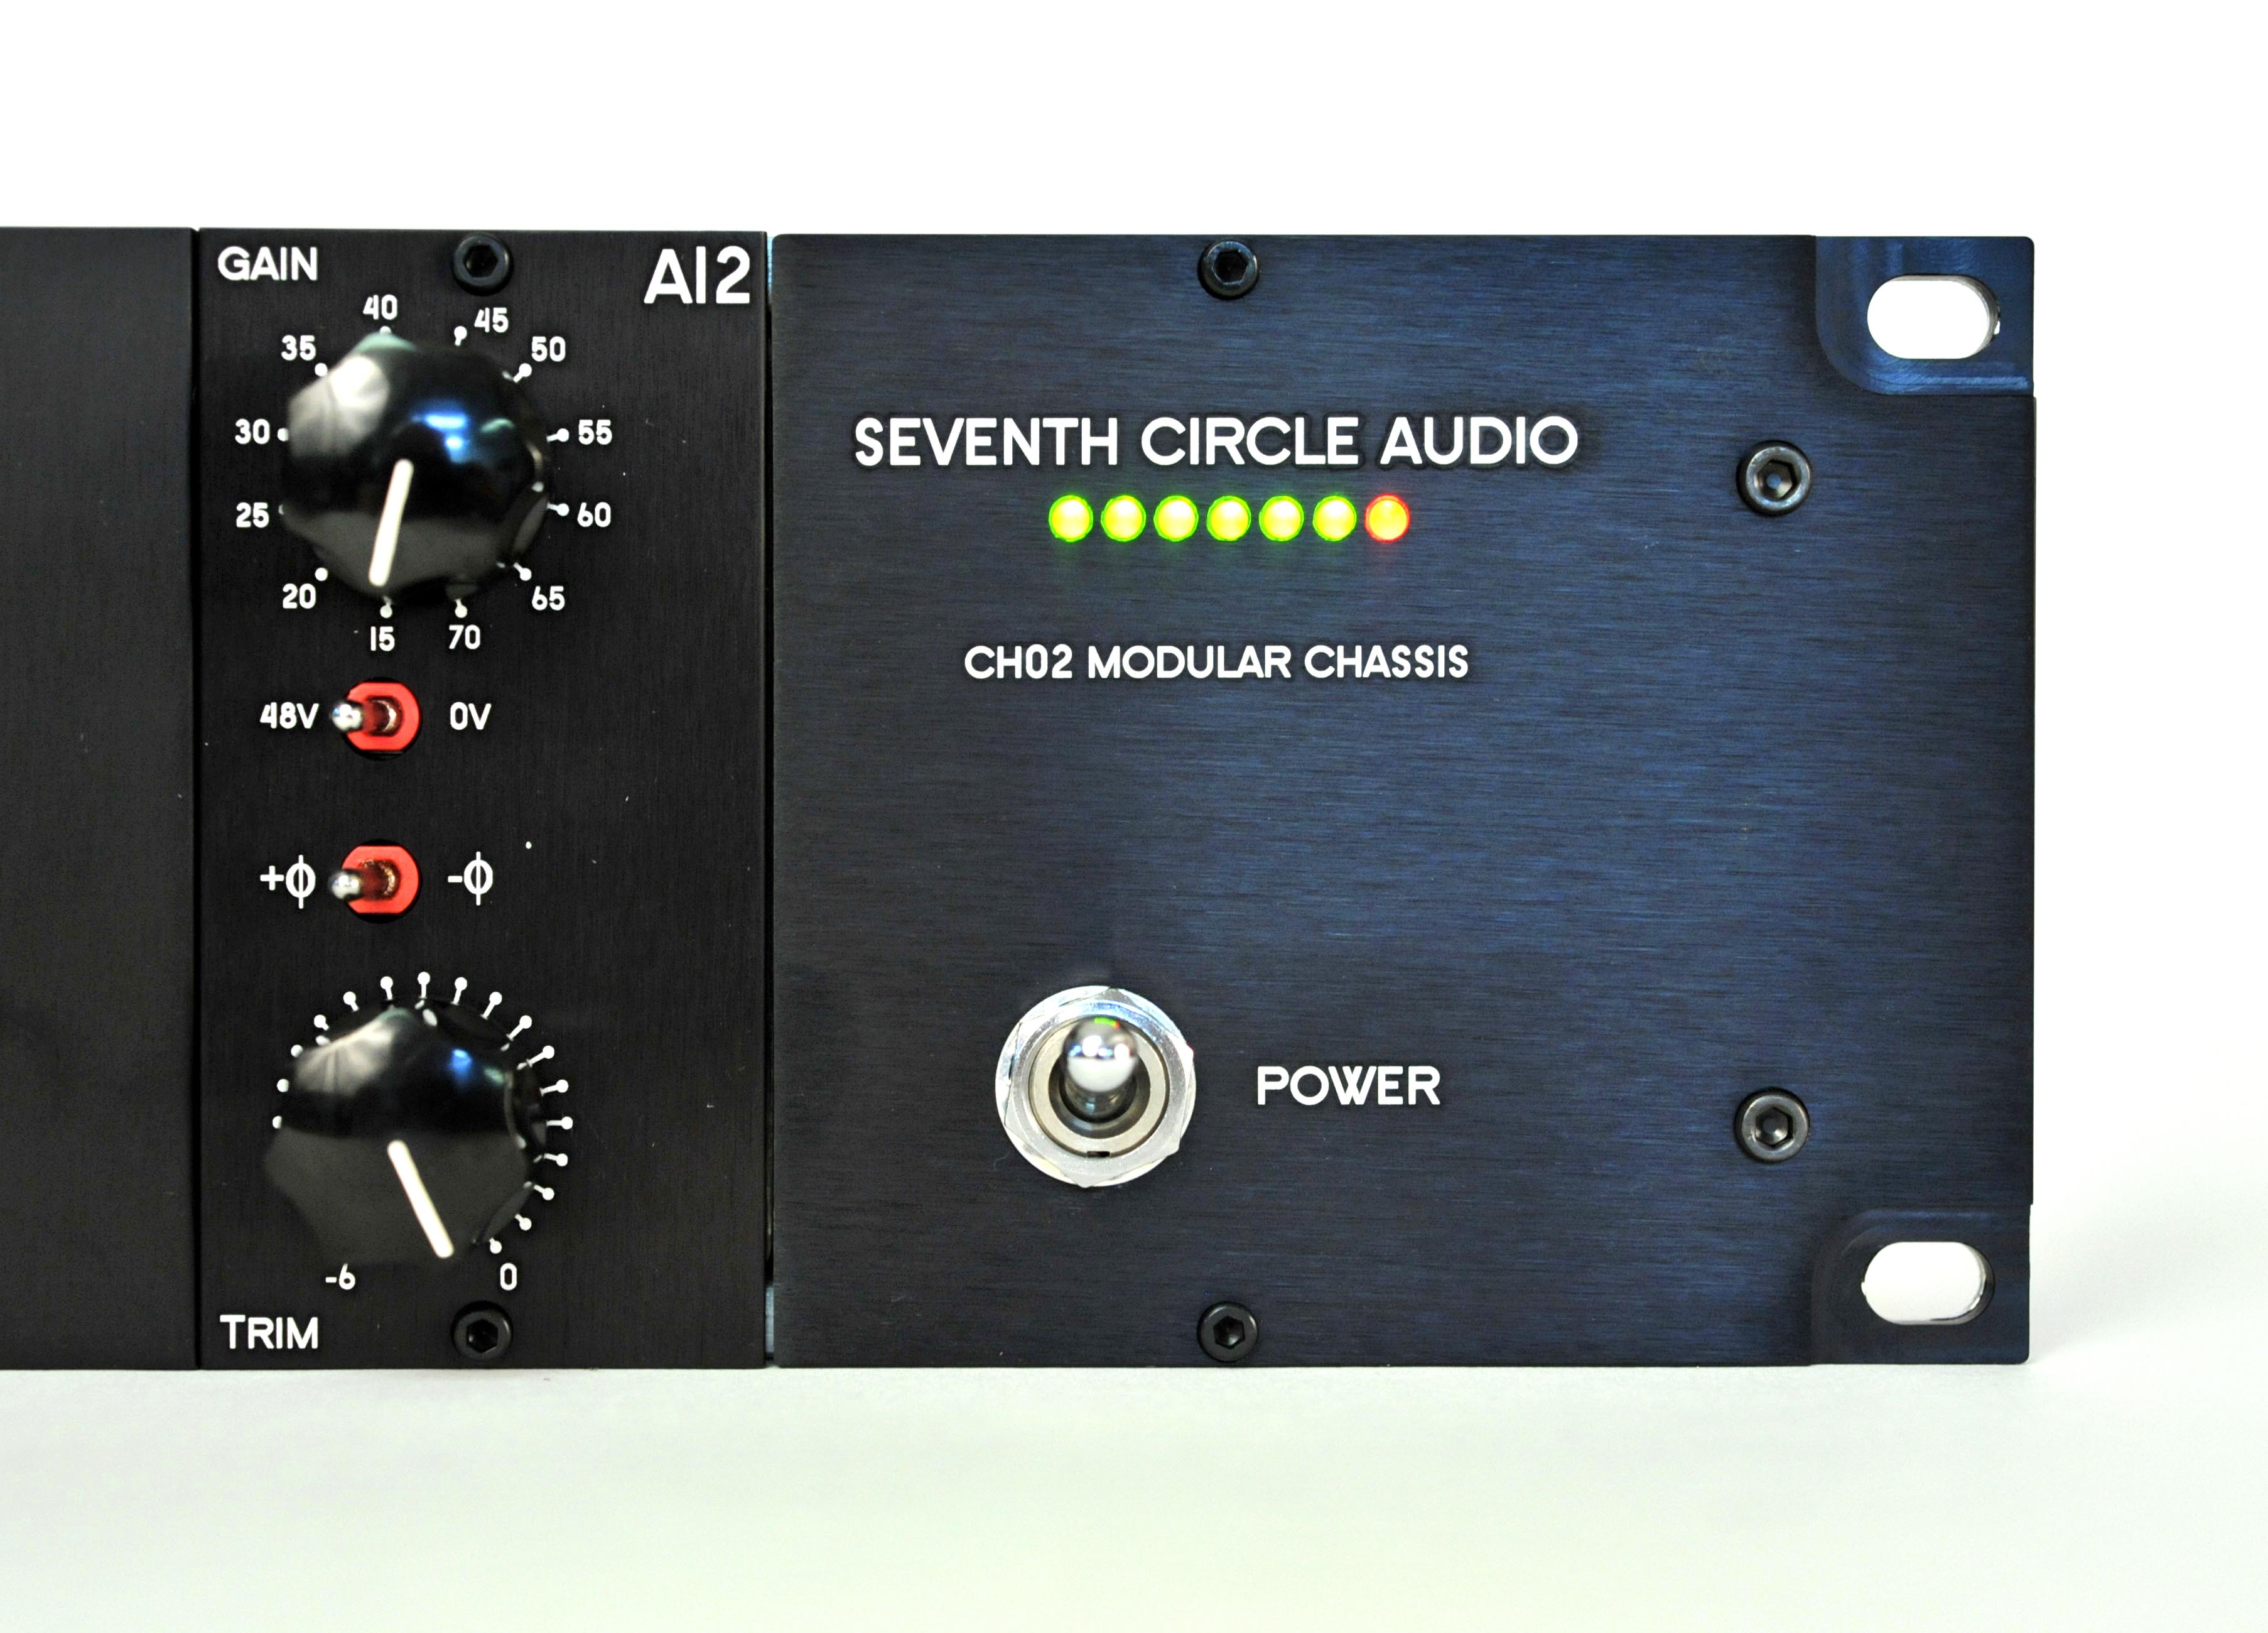 GAIN
A12
40
45
35
50
30
55
25
60
20
65
15
70
48V
0V
+ϕ
-ϕ
-6
0
TRIM
SEVENTH CIRCLE AUDIO
CH02 MODULAR CHASSIS
POWER